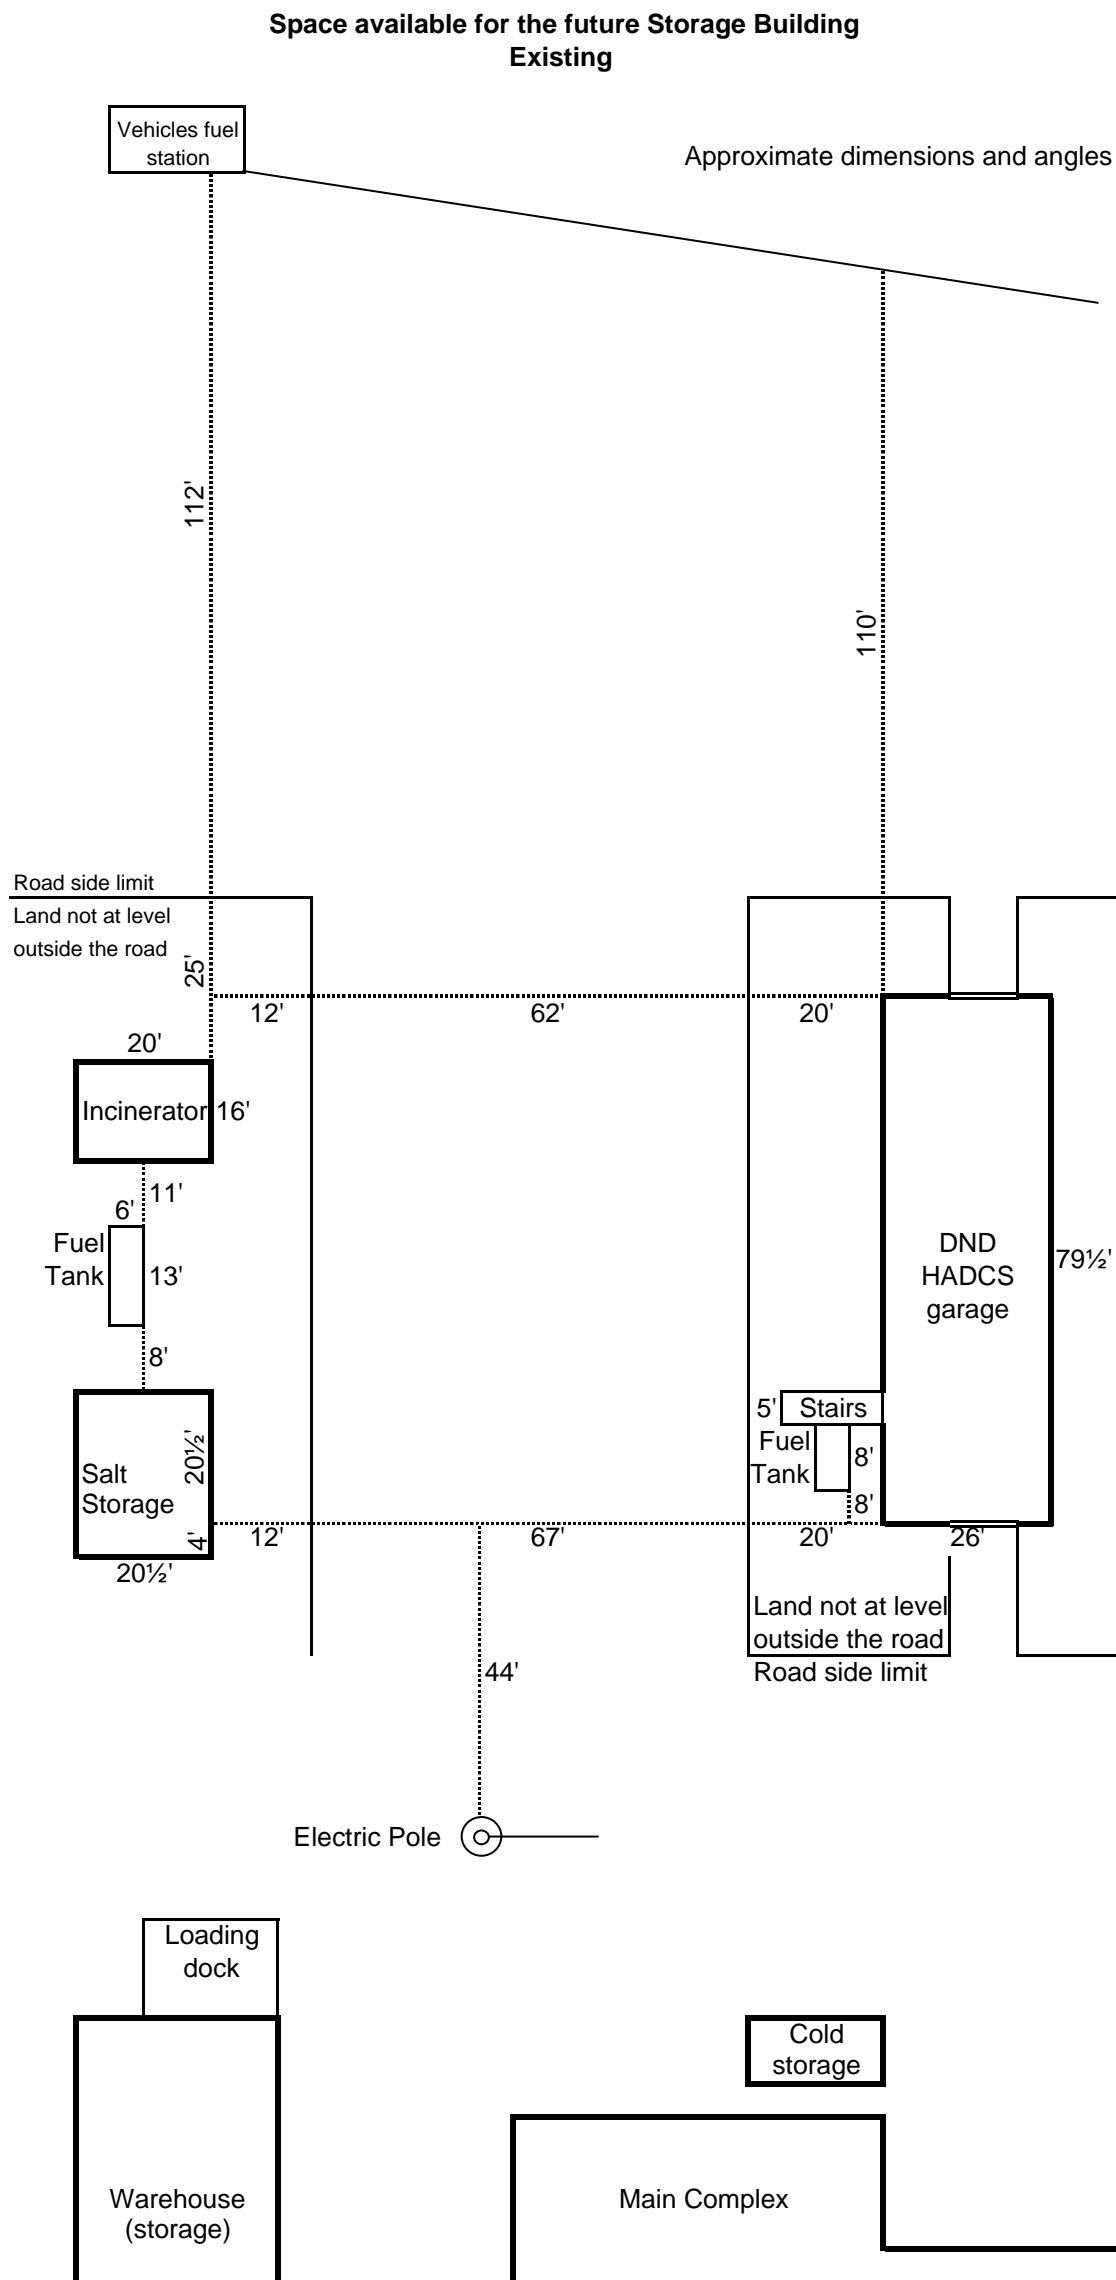 Space available for the future Storage Building
Existing
Vehicles fuel
station
Approximate dimensions and angles
112'
110'
Road side limit
Land not at level
outside the road
25'
12'
62'
20'
20'
Incinerator
16'
11'
6'
Fuel
Tank
13'
8'
DND
HADCS
garage
79½'
5'
Stairs
Fuel
Tank
8'
8'
Salt
Storage
20½'
4'
20½'
12'
67'
20'
26'
Land not at level
outside the road
Road side limit
44'
Electric Pole
Loading
dock
Cold
storage
Warehouse
(storage)
Main Complex